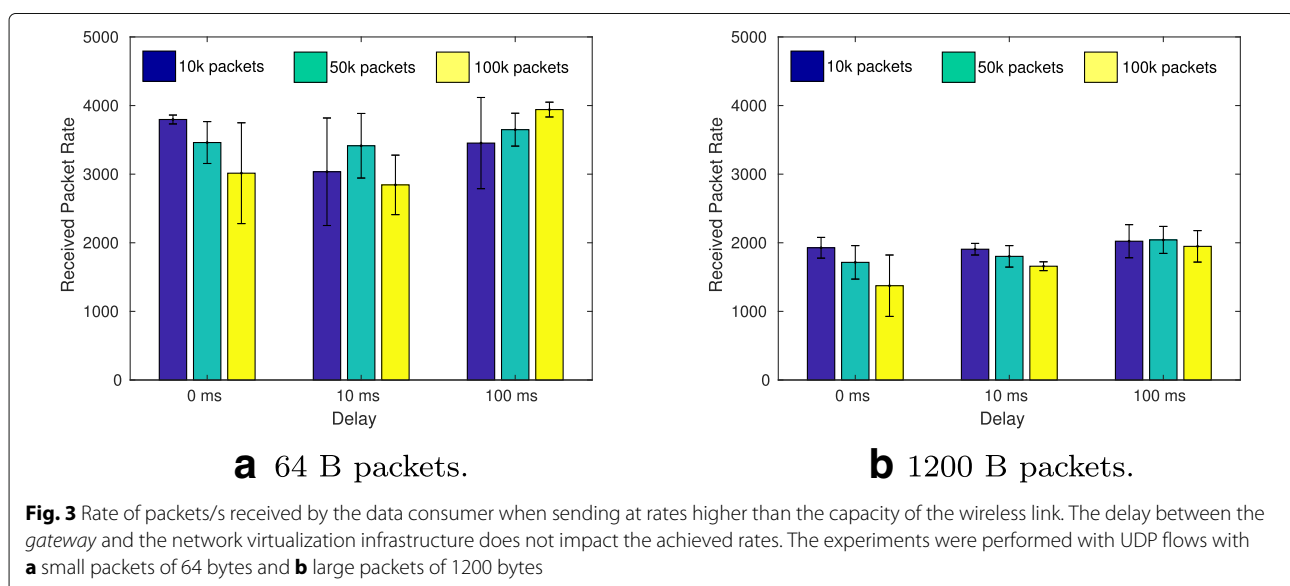 5000
4000
3000
2000
1000
0
Received Packet Rate
10k packets 50k packets 100k packets
0 ms 10 ms 100 ms
Delay
a 64 B packets.
5000
4000
3000
2000
1000
0
Received Packet Rate
10k packets 50k packets 100k packets
0 ms 10 ms 100 ms
Delay
b 1200 B packets.
Fig. 3 Rate of packets/s received by the data consumer when sending at rates higher than the capacity of the wireless link. The delay between the
gateway and the network virtualization infrastructure does not impact the achieved rates. The experiments were performed with UDP flows with
a small packets of 64 bytes and b large packets of 1200 bytes